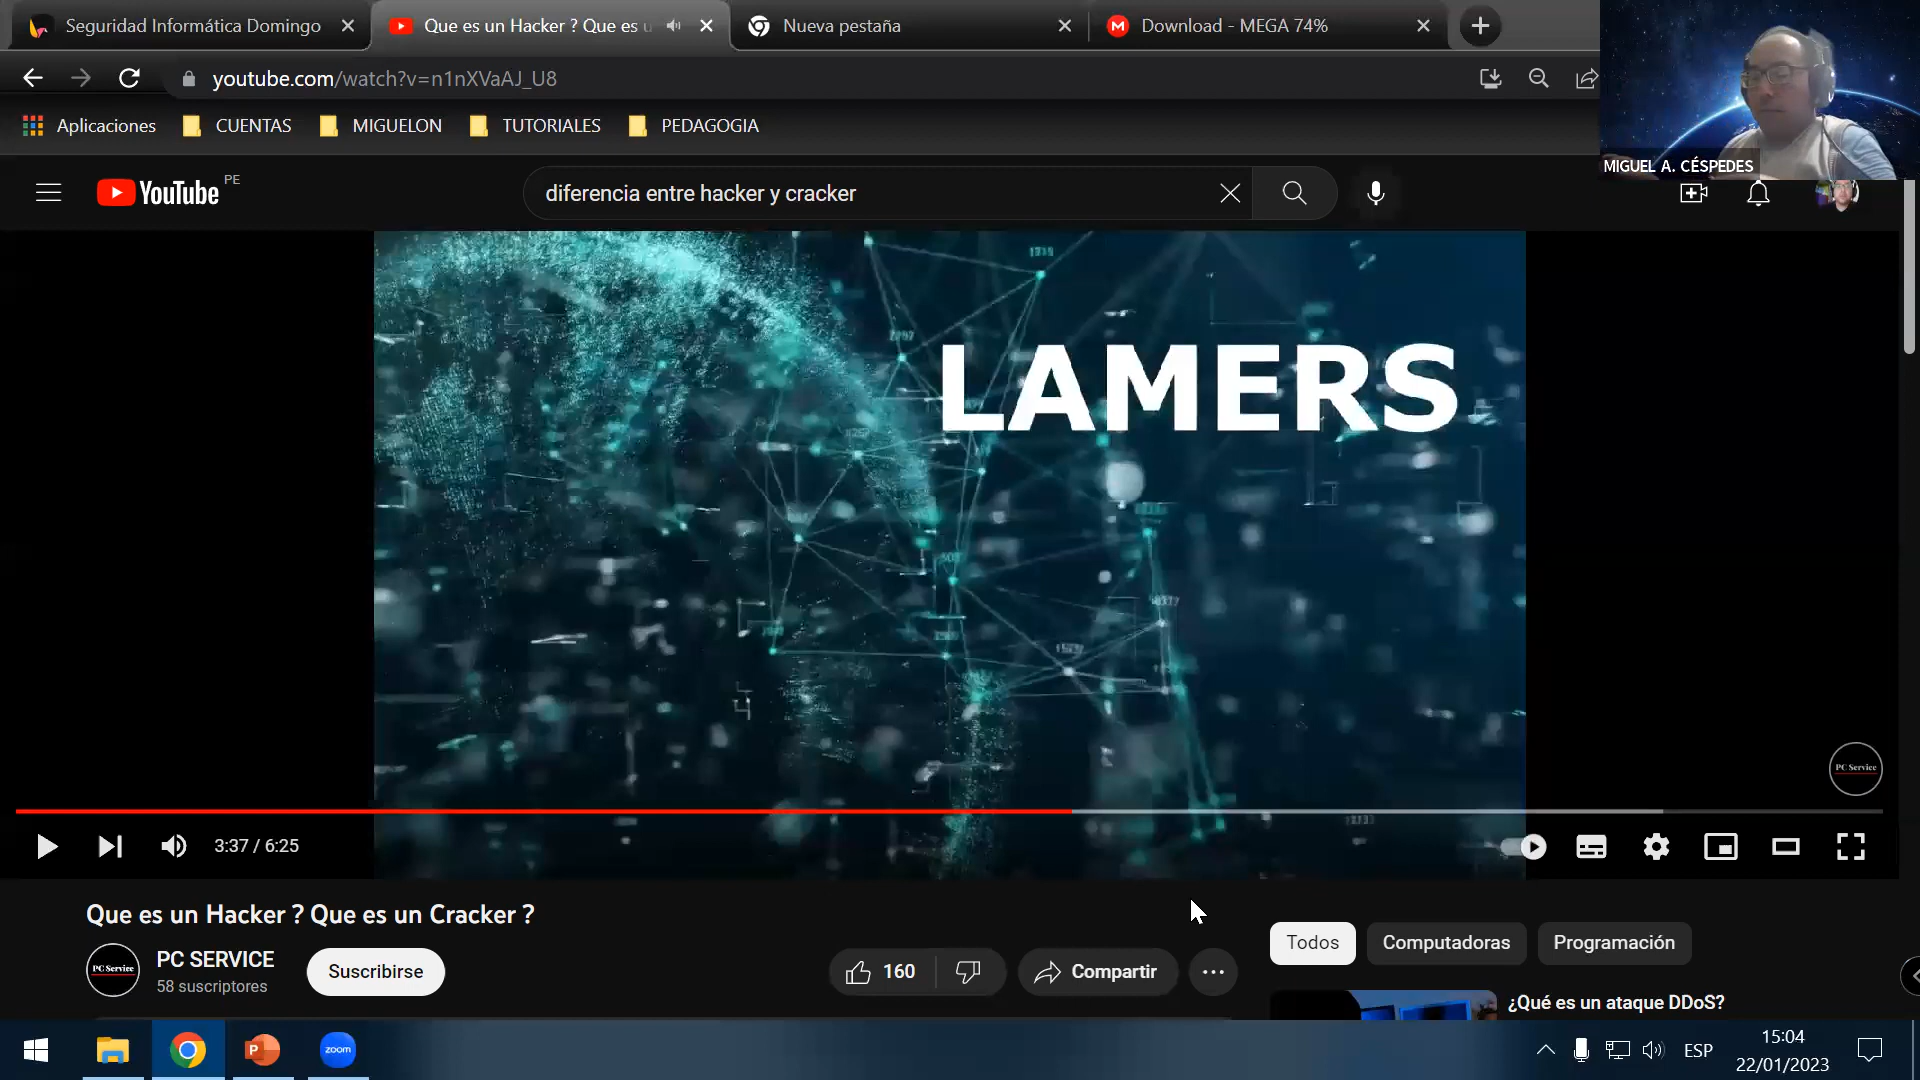 Seguridad Informática Domingo
Que es un Hacker ? Que es u
Nueva pestaña
Download - MEGA 74%
youtube.com/watch?v=n1nXVaAJ_U8
Aplicaciones
CUENTAS
MIGUELON
TUTORIALES
PEDAGOGIA
MIGUEL A. CÉSPEDES
YouTube PE
diferencia entre hacker y cracker
LAMERS
PC Service
3:37 / 6:25
Que es un Hacker ? Que es un Cracker ?
PC Service
PC SERVICE
58 suscriptores
Suscribirse
160
Compartir
Todos
Computadoras
Programación
¿Qué es un ataque DDoS?
zoom
ESP
15:04
22/01/2023